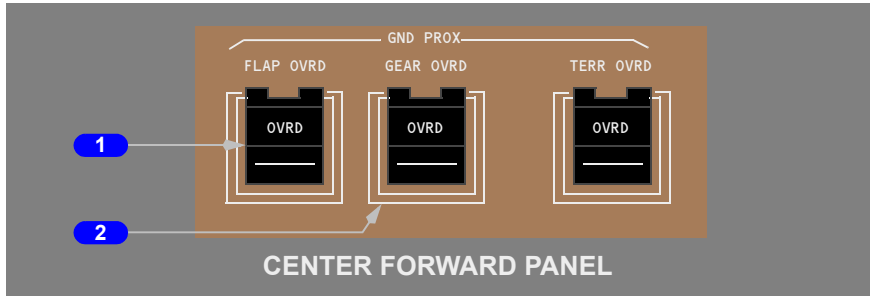 GND PROX
FLAP OVRD GEAR OVRD TERR OVRD
OVRD OVRD OVRD
1
2
CENTER FORWARD PANEL